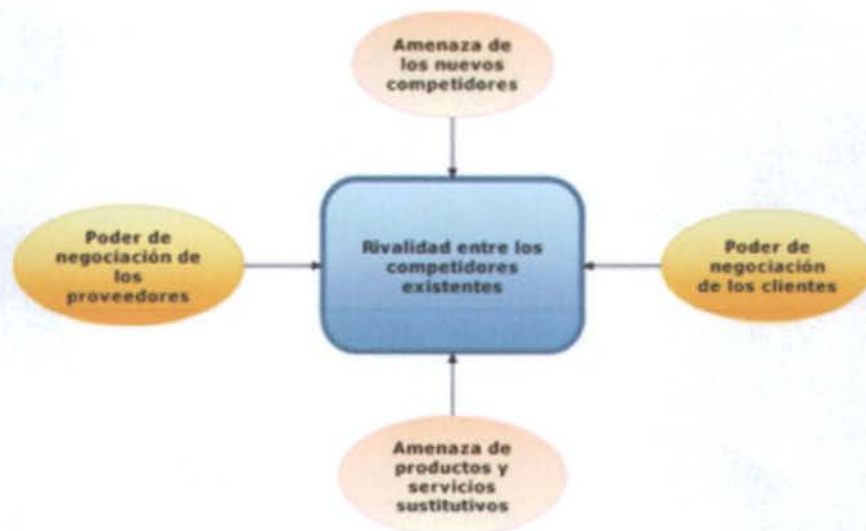 Amenaza de
los nuevos
competidores
Poder de
negociación de
los
proveedores
Rivalidad entre los
competidores
existentes
Poder de
negociación
de los clientes
Amenaza de
productos y
servicios
sustitutivos